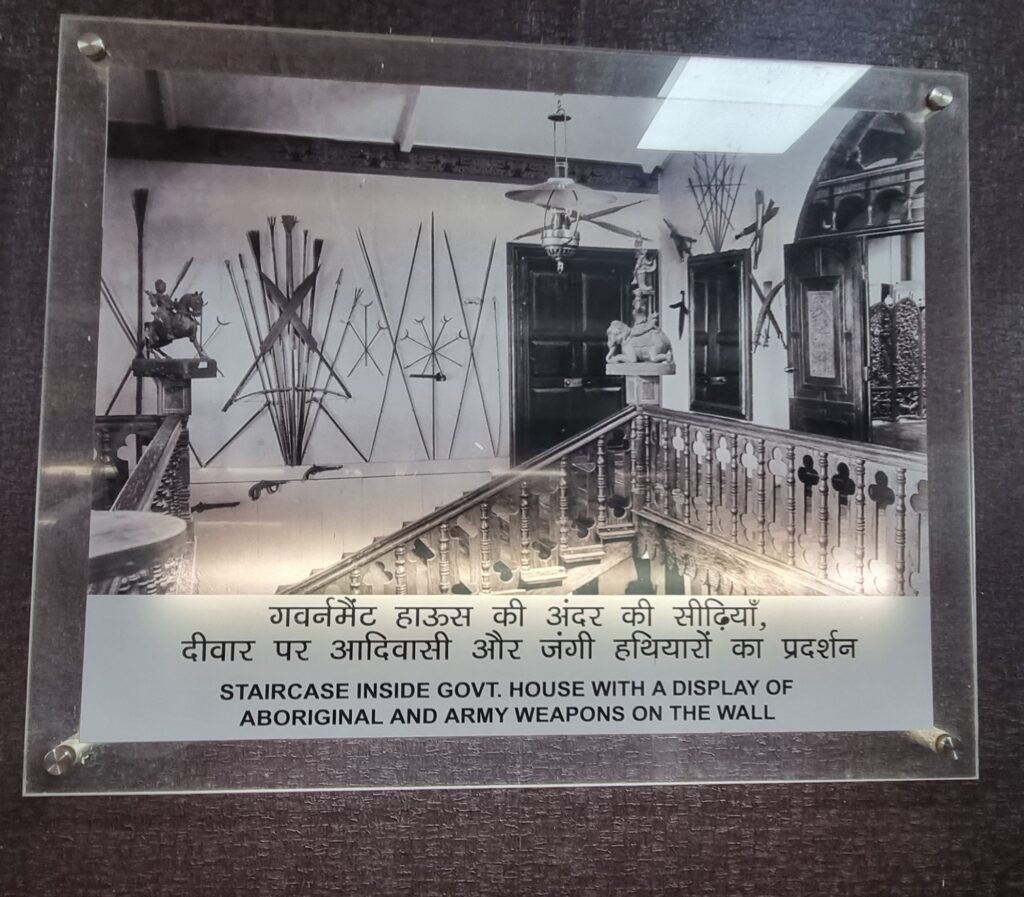 गवर्नमैंट हाऊस की अंदर की सीढ़ियाँ,
दीवार पर आदिवासी और जंगी हथियारों का प्रदर्शन
STAIRCASE INSIDE GOVT. HOUSE WITH A DISPLAY OF
ABORIGINAL AND ARMY WEAPONS ON THE WALL